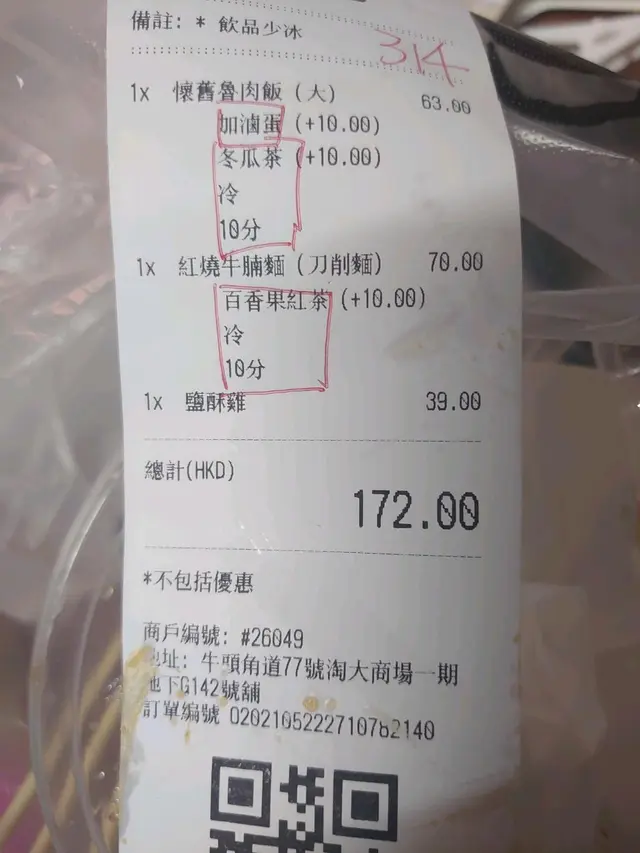 備註: * 飲品少冰
314
1x 懷舊魯肉飯 (大) 63.00
加滷蛋 (+10.00)
冬瓜茶 (+10.00)
冷
10分
1x 紅燒牛腩麵 (刀削麵) 70.00
百香果紅茶 (+10.00)
冷
10分
1x 鹽酥雞 39.00
總計(HKD)
172.00
*不包括優惠
商戶編號: #26049
地址: 牛頭角道77號淘大商場一期
地下G142號舖
訂單編號 0202105222710782140